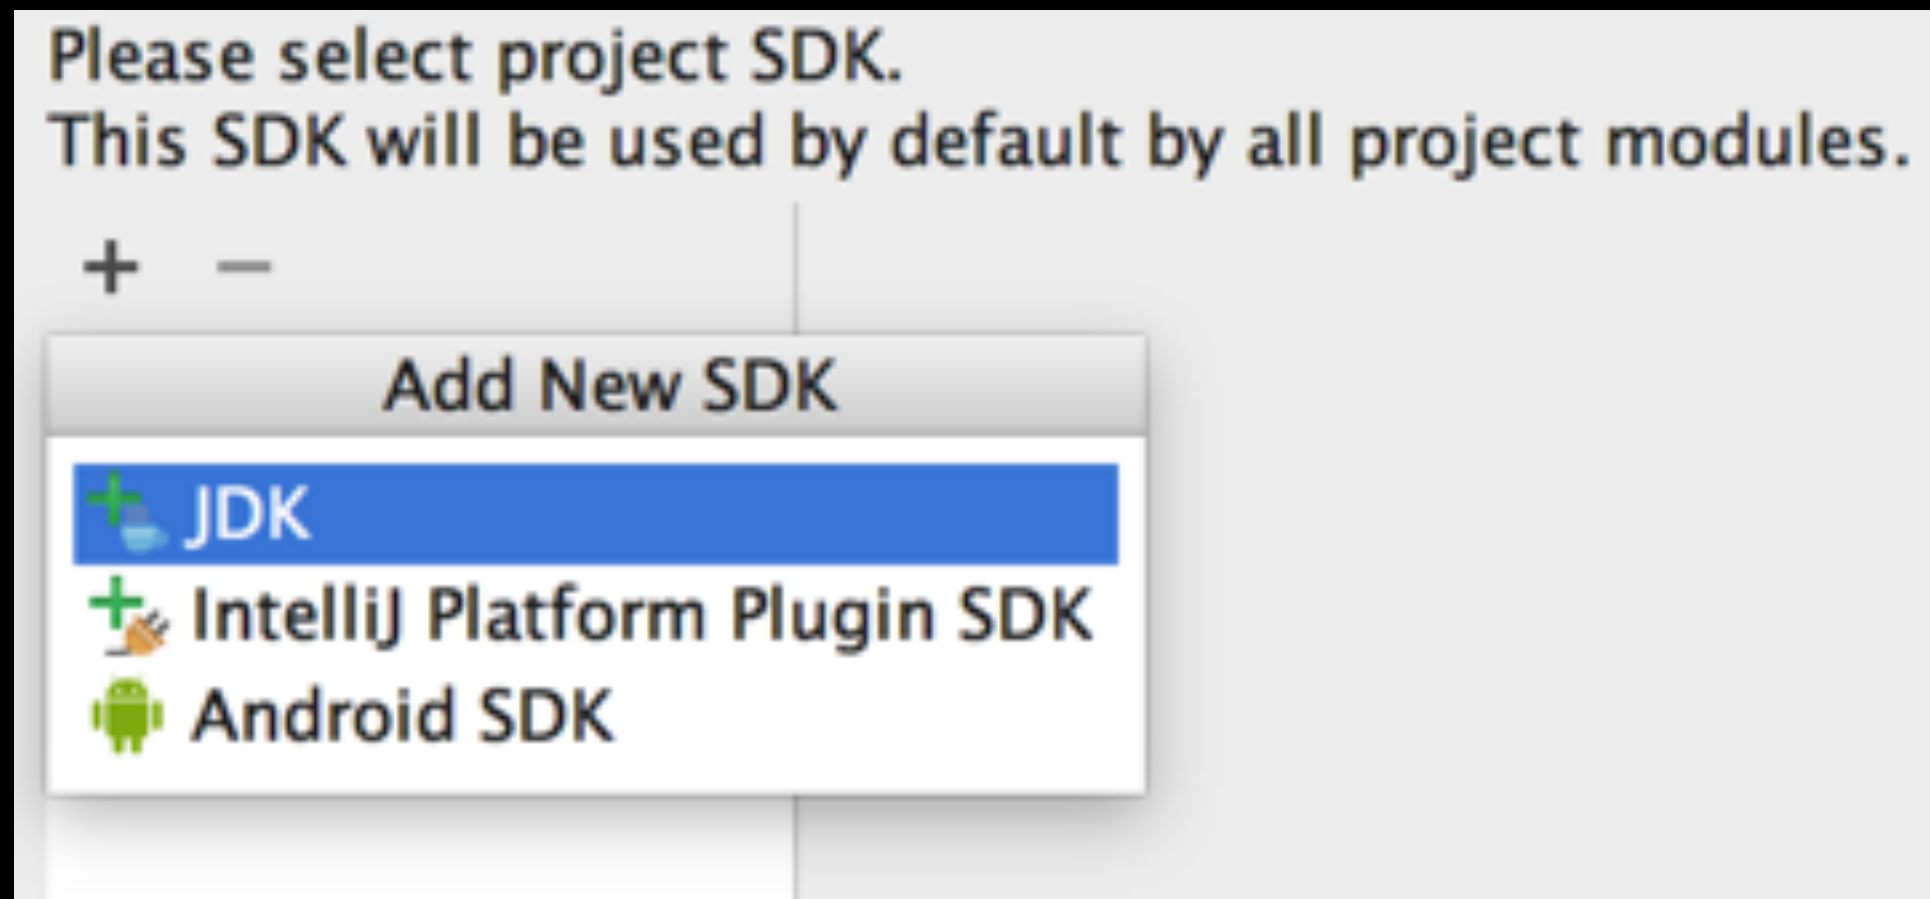 Please select project SDK.
This SDK will be used by default by all project modules.
+ −
Add New SDK
JDK
IntelliJ Platform Plugin SDK
Android SDK